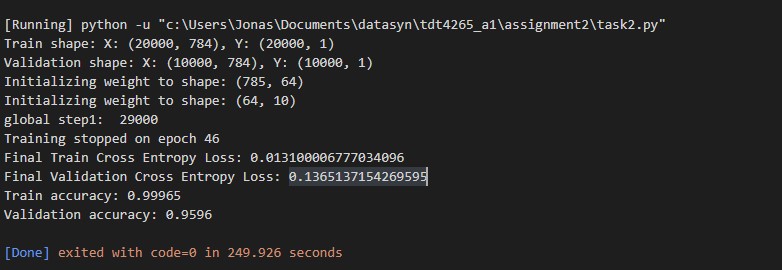 [Running] python -u "c:\Users\Jonas\Documents\datasyn\tdt4265_a1\assignment2\task2.py"
Train shape: X: (20000, 784), Y: (20000, 1)
Validation shape: X: (10000, 784), Y: (10000, 1)
Initializing weight to shape: (785, 64)
Initializing weight to shape: (64, 10)
global step1:  29000
Training stopped on epoch 46
Final Train Cross Entropy Loss: 0.013100006777034096
Final Validation Cross Entropy Loss: 0.1365137154269595
Train accuracy: 0.99965
Validation accuracy: 0.9596
[Done] exited with code=0 in 249.926 seconds